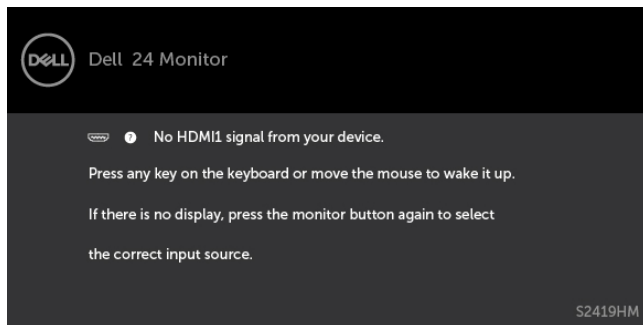 DELL
Dell 24 Monitor
? No HDMI1 signal from your device.
Press any key on the keyboard or move the mouse to wake it up.
If there is no display, press the monitor button again to select
the correct input source.
S2419HM